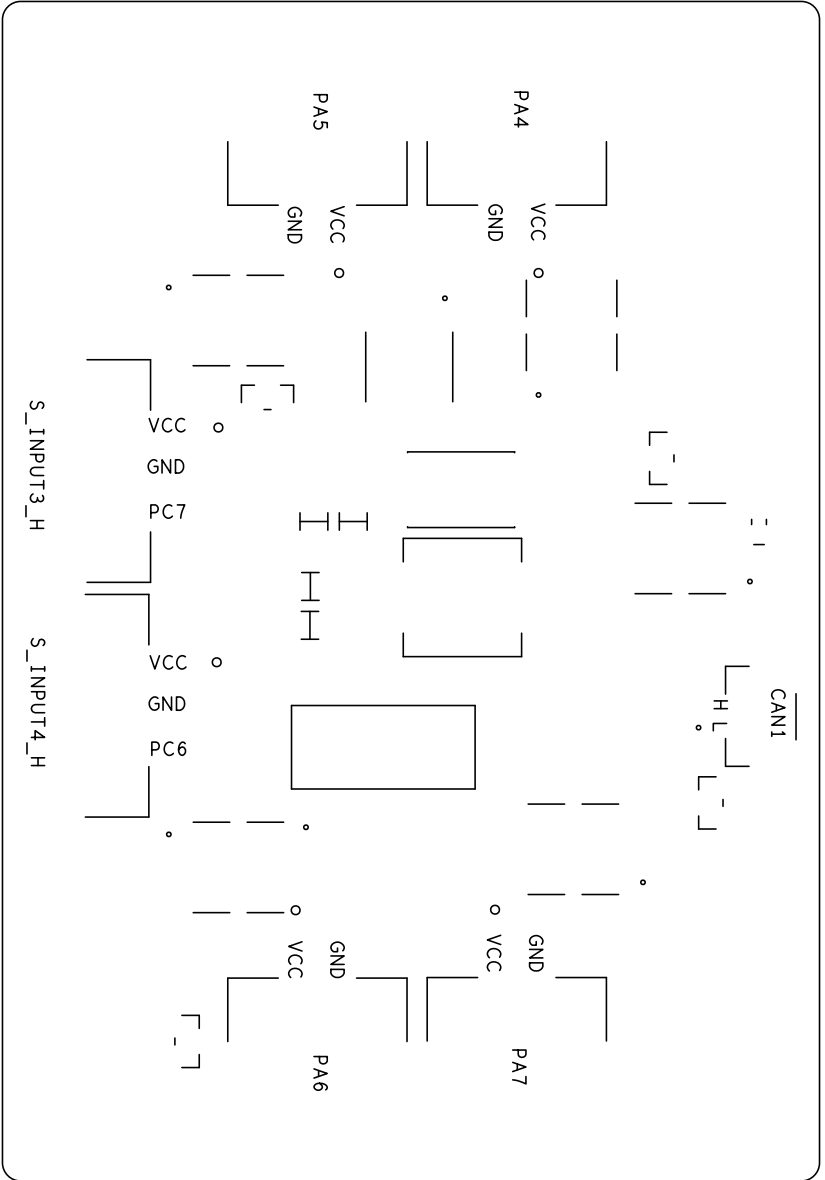 PA5
PA4
GND
VCC
GND
VCC
S_INPUT3_H
VCC
GND
PC7
S_INPUT4_H
VCC
GND
PC6
H
L
CAN1
VCC
GND
VCC
GND
PA6
PA7